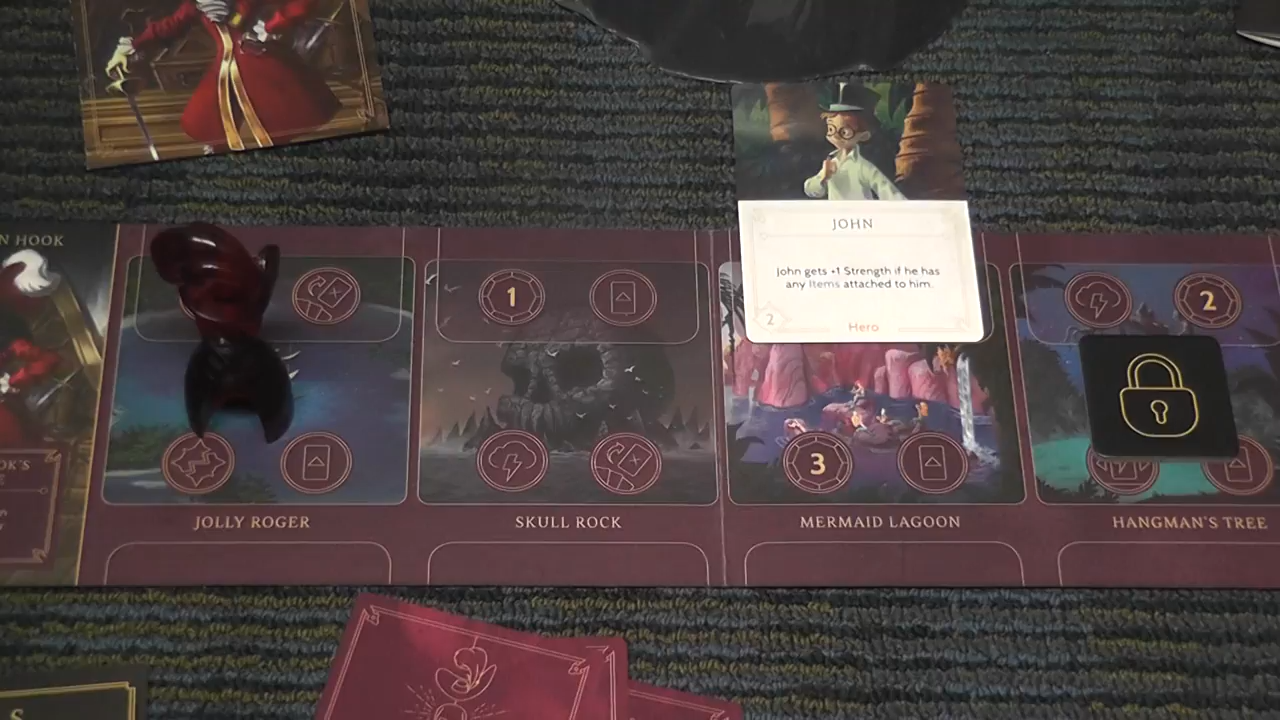 JOHN
John gets +1 Strength if he has
any Items attached to him.
2
Hero
N HOOK
1
2
3
OK'S
JOLLY ROGER
SKULL ROCK
MERMAID LAGOON
HANGMAN'S TREE
S